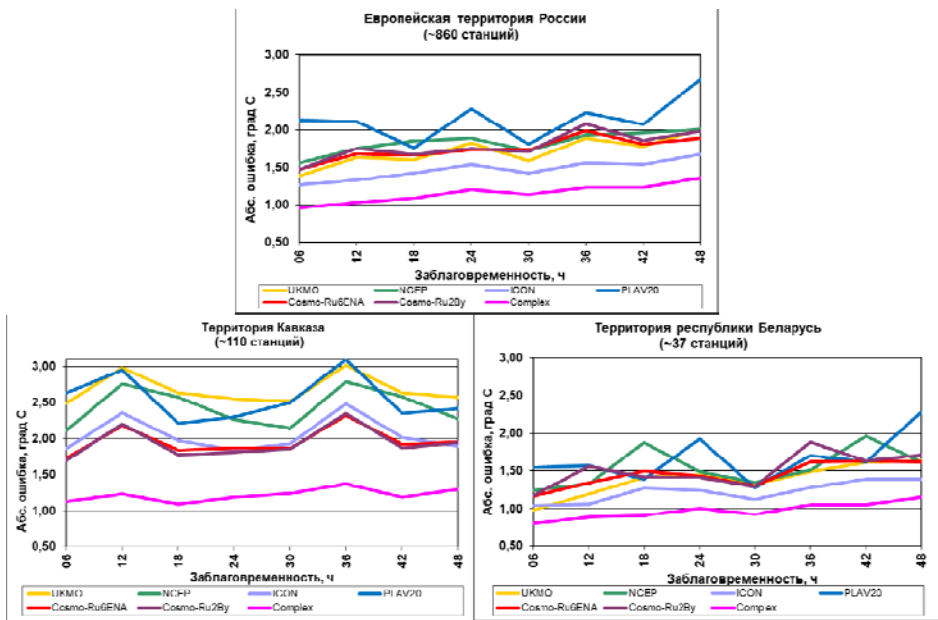 Европейская территория России
(~860 станций)
Абс. ошибка, град С
3,00
2,50
2,00
1,50
1,00
0,50
06 12 18 24 30 36 42 48
Заблаговременность, ч
UKMO NCEP ICON PLAV20
Cosmo-Ru6ENA Cosmo-Ru2By Complex
Территория Кавказа
(~110 станций)
Абс. ошибка, град С
3,00
2,50
2,00
1,50
1,00
0,50
06 12 18 24 30 36 42 48
Заблаговременность, ч
UKMO NCEP ICON PLAV20
Cosmo-Ru6ENA Cosmo-Ru2By Complex
Территория республики Беларусь
(~37 станций)
Абс. ошибка, град С
3,00
2,50
2,00
1,50
1,00
0,50
06 12 18 24 30 36 42 48
Заблаговременность, ч
UKMO NCEP ICON PLAV20
Cosmo-Ru6ENA Cosmo-Ru2By Complex